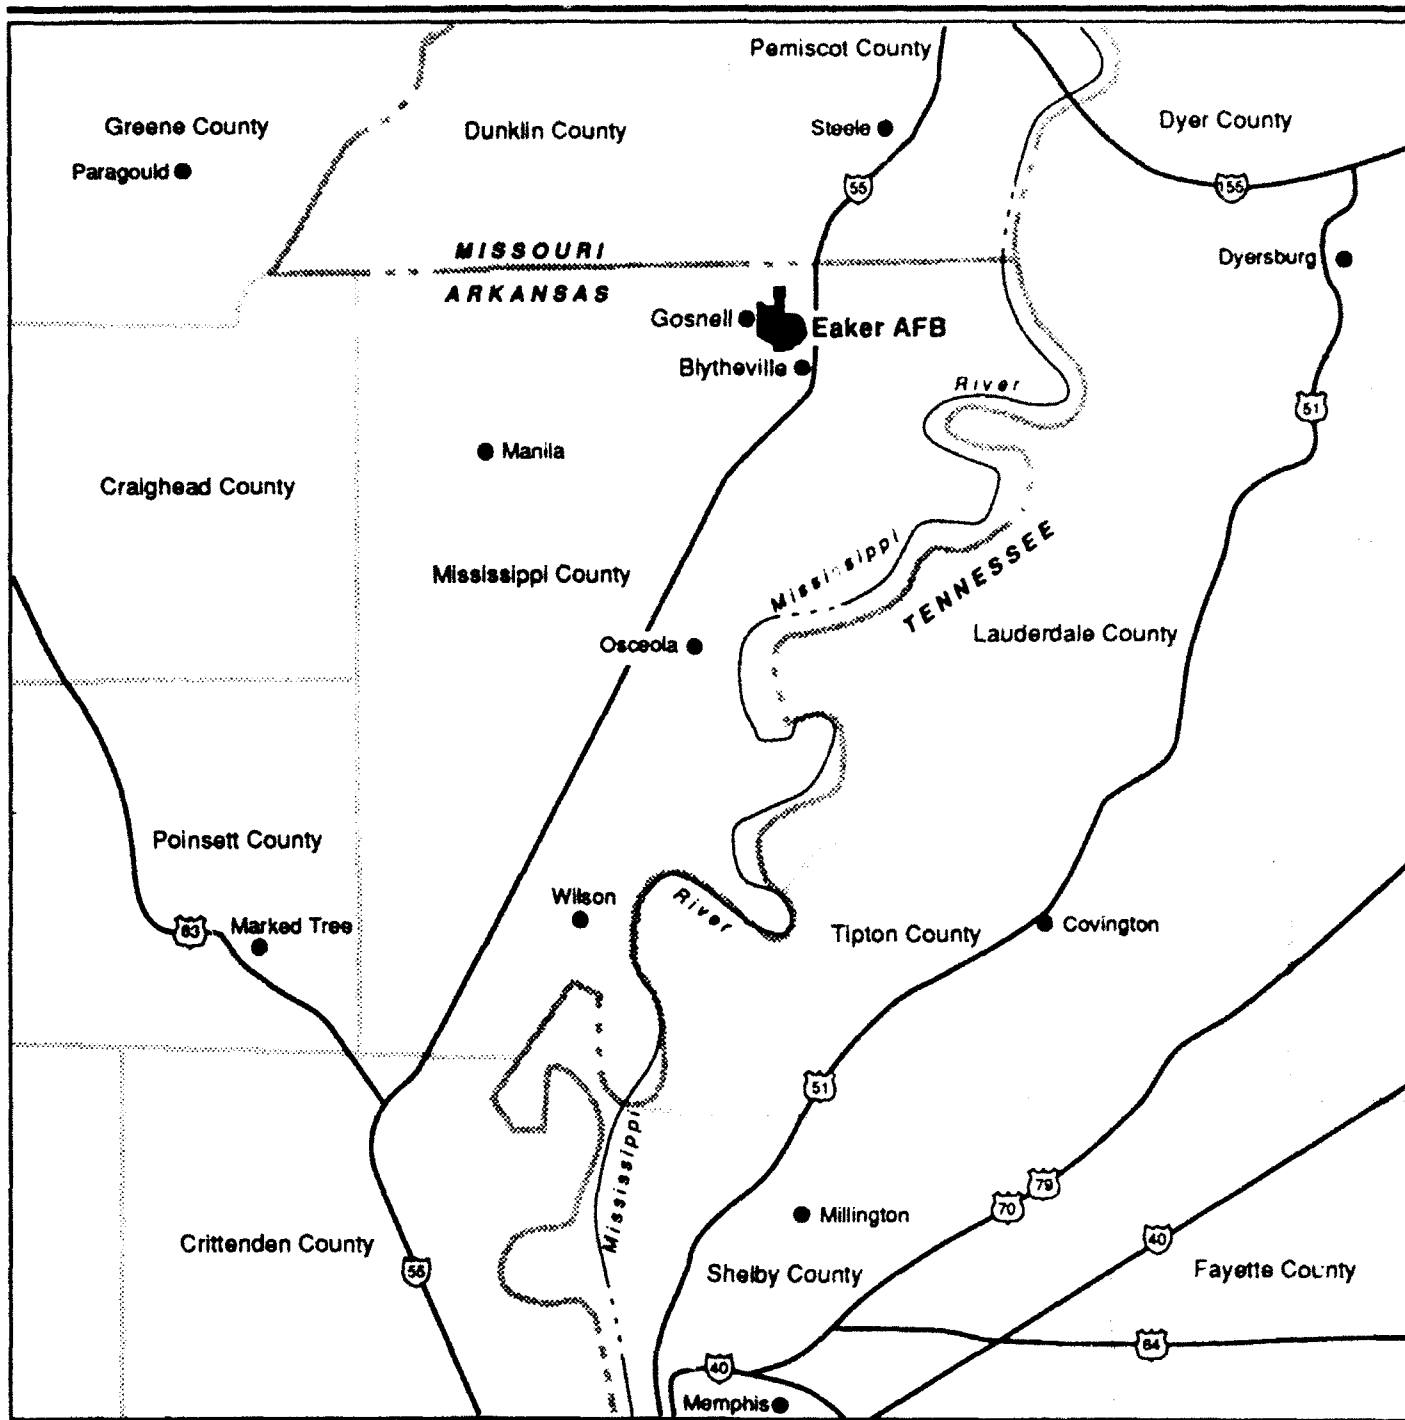 Pemiscot County
Greene County
Dunklin County
Steele
Dyer County
Paragould
55
155
MISSOURI
ARKANSAS
Dyersburg
Gosnell
Eaker AFB
Blytheville
River
51
Manila
Craighead County
Mississippi
TENNESSEE
Mississippi County
Lauderdale County
Osceola
Poinsett County
Wilson
River
63
Marked Tree
Tipton County
Covington
51
Mississippi
79
70
Millington
40
Crittenden County
55
Shelby County
Fayette County
64
40
Memphis